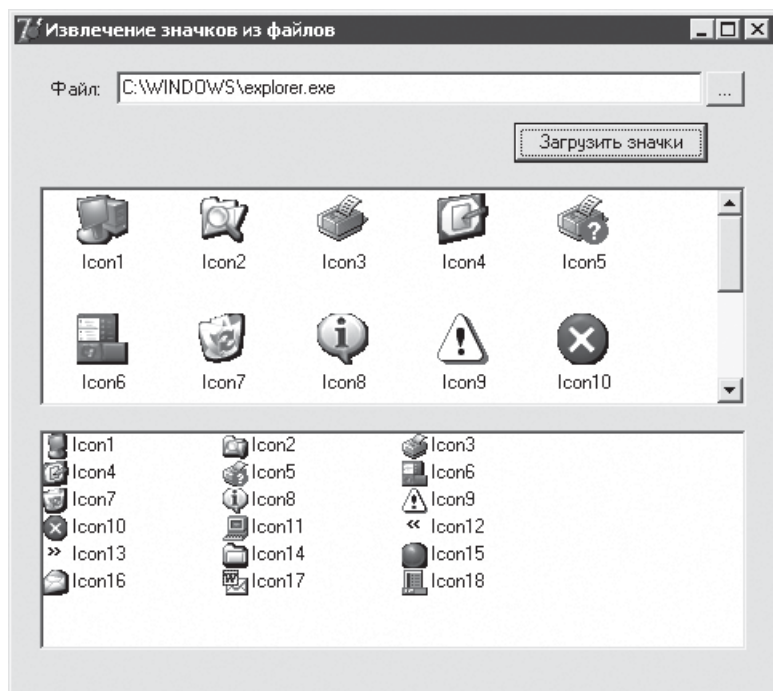 Извлечение значков из файлов
Файл: C:\WINDOWS\explorer.exe ...
Загрузить значки
Icon1 Icon2 Icon3 Icon4 Icon5
Icon6 Icon7 Icon8 Icon9 Icon10
Icon1 Icon2 Icon3
Icon4 Icon5 Icon6
Icon7 Icon8 Icon9
Icon10 Icon11 Icon12
Icon13 Icon14 Icon15
Icon16 Icon17 Icon18